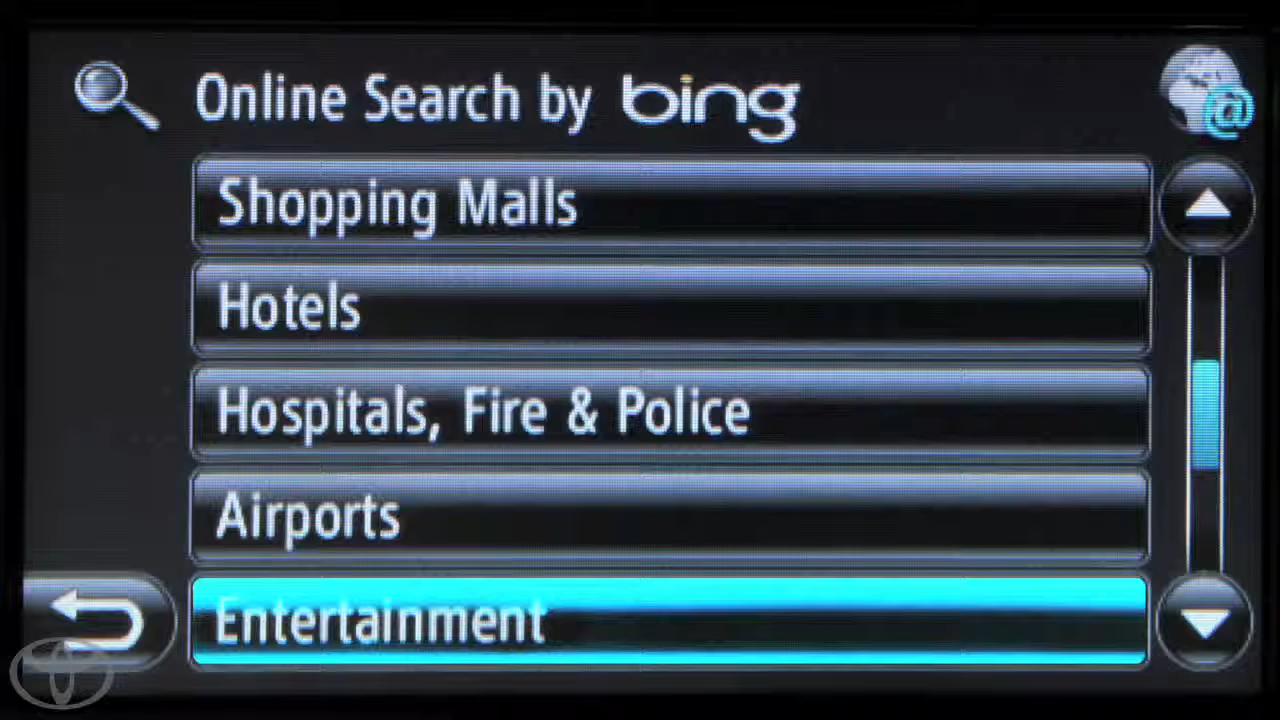 Online Search by bing
Shopping Malls
Hotels
Hospitals, Fire & Police
Airports
Entertainment